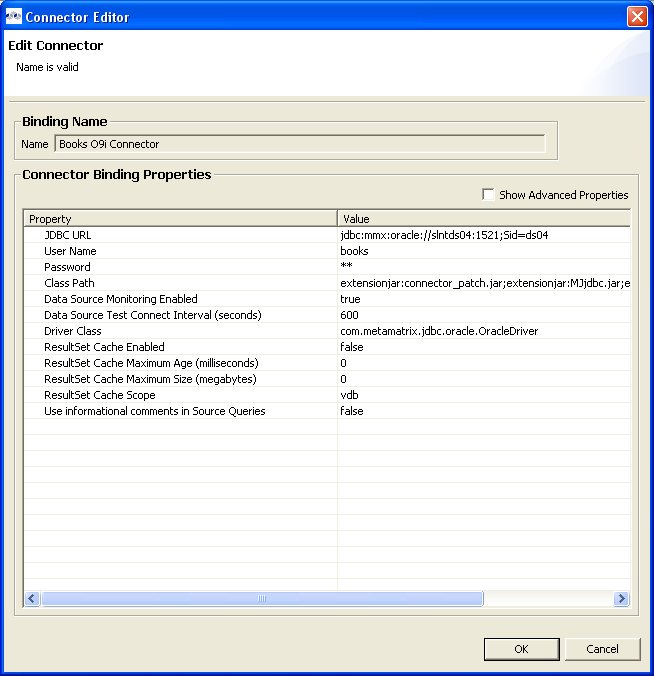 Connector Editor
Edit Connector
Name is valid
Binding Name
Name Books O9i Connector
Connector Binding Properties
Show Advanced Properties
Property Value
JDBC URL jdbc:mmx:oracle://slntds04:1521;Sid=ds04
User Name books
Password **
Class Path extensionjar:connector_patch.jar;extensionjar:MJjdbc.jar;e
Data Source Monitoring Enabled true
Data Source Test Connect Interval (seconds) 600
Driver Class com.metamatrix.jdbc.oracle.OracleDriver
ResultSet Cache Enabled false
ResultSet Cache Maximum Age (milliseconds) 0
ResultSet Cache Maximum Size (megabytes) 0
ResultSet Cache Scope vdb
Use informational comments in Source Queries false
OK Cancel